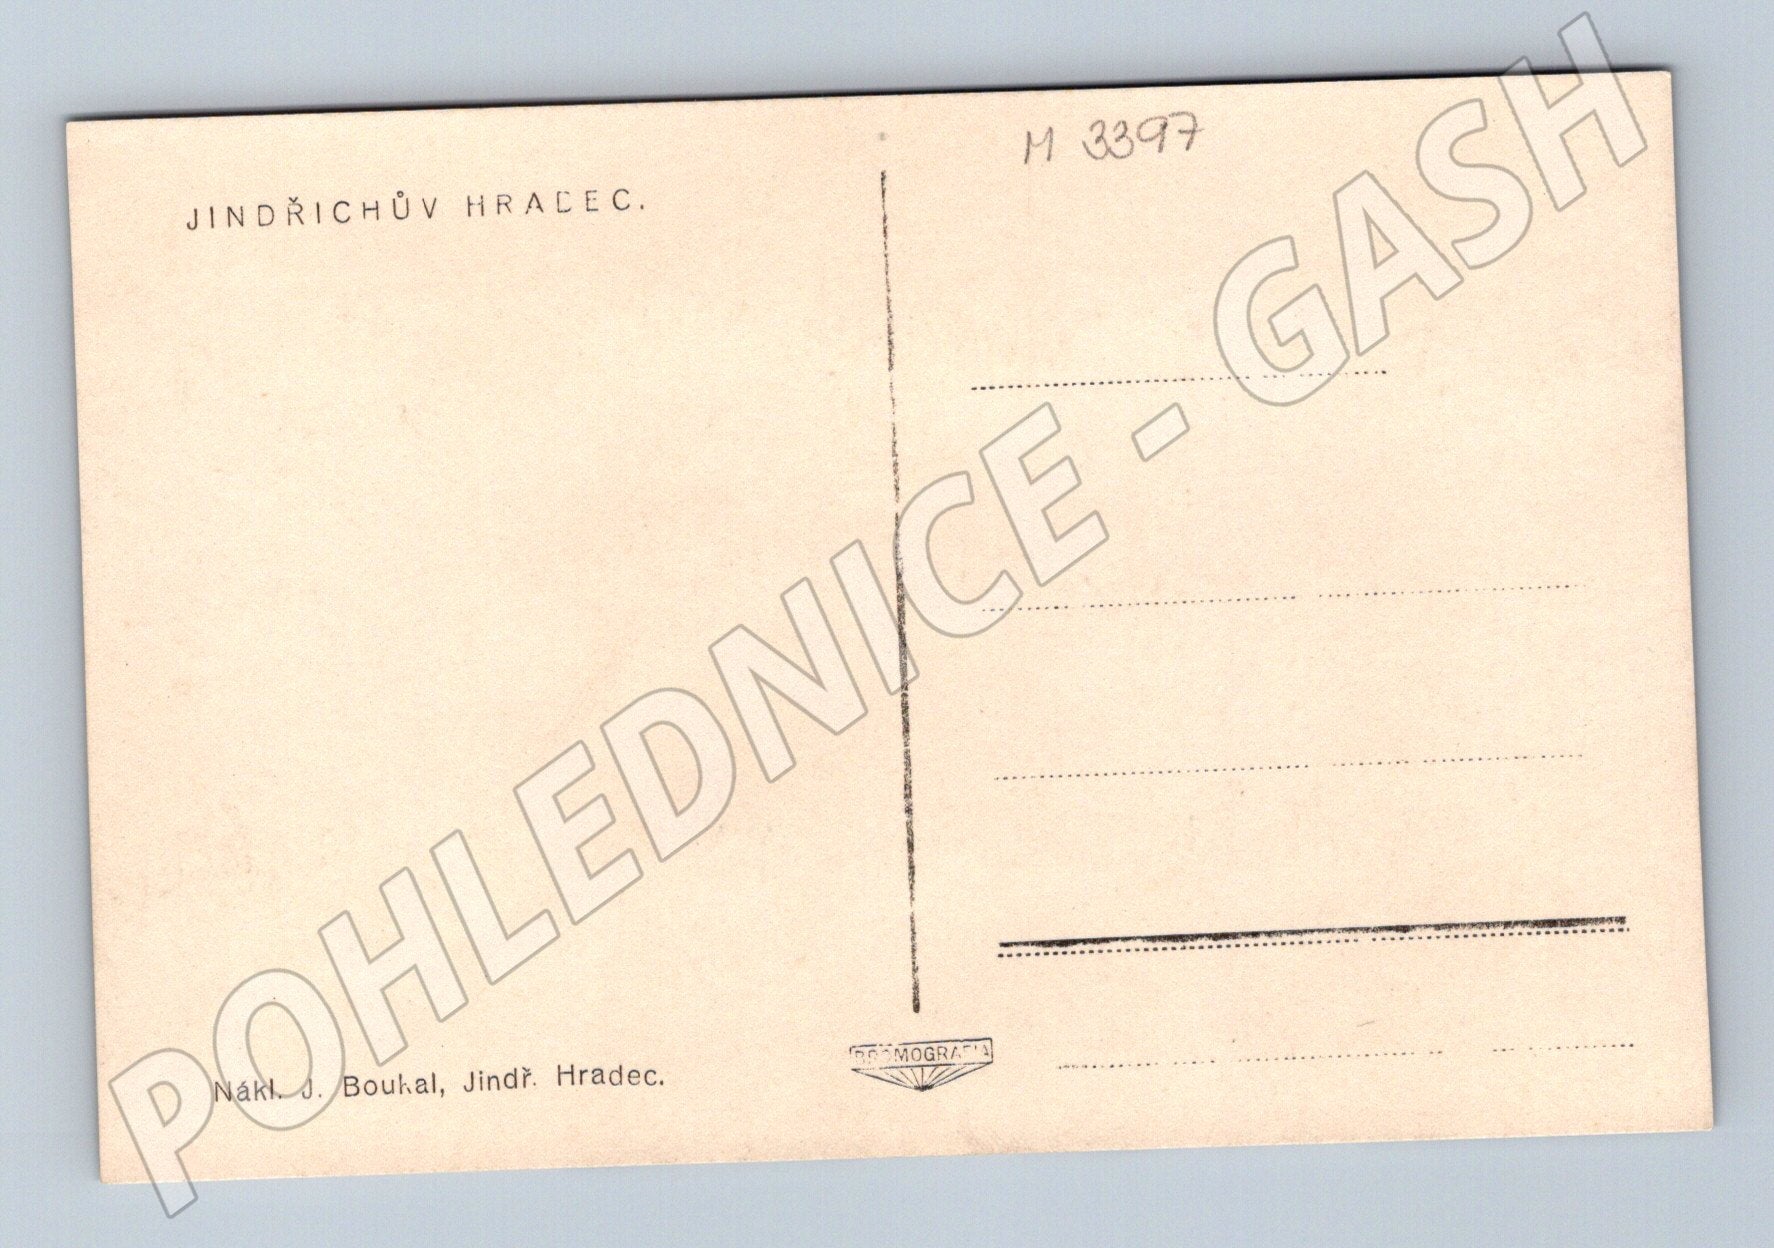 JINDŘICHŮV HRADEC.
M 3397
POHLEDNICE - GASH
BROMOGRAFIA
Nákl. J. Boukal, Jindř. Hradec.